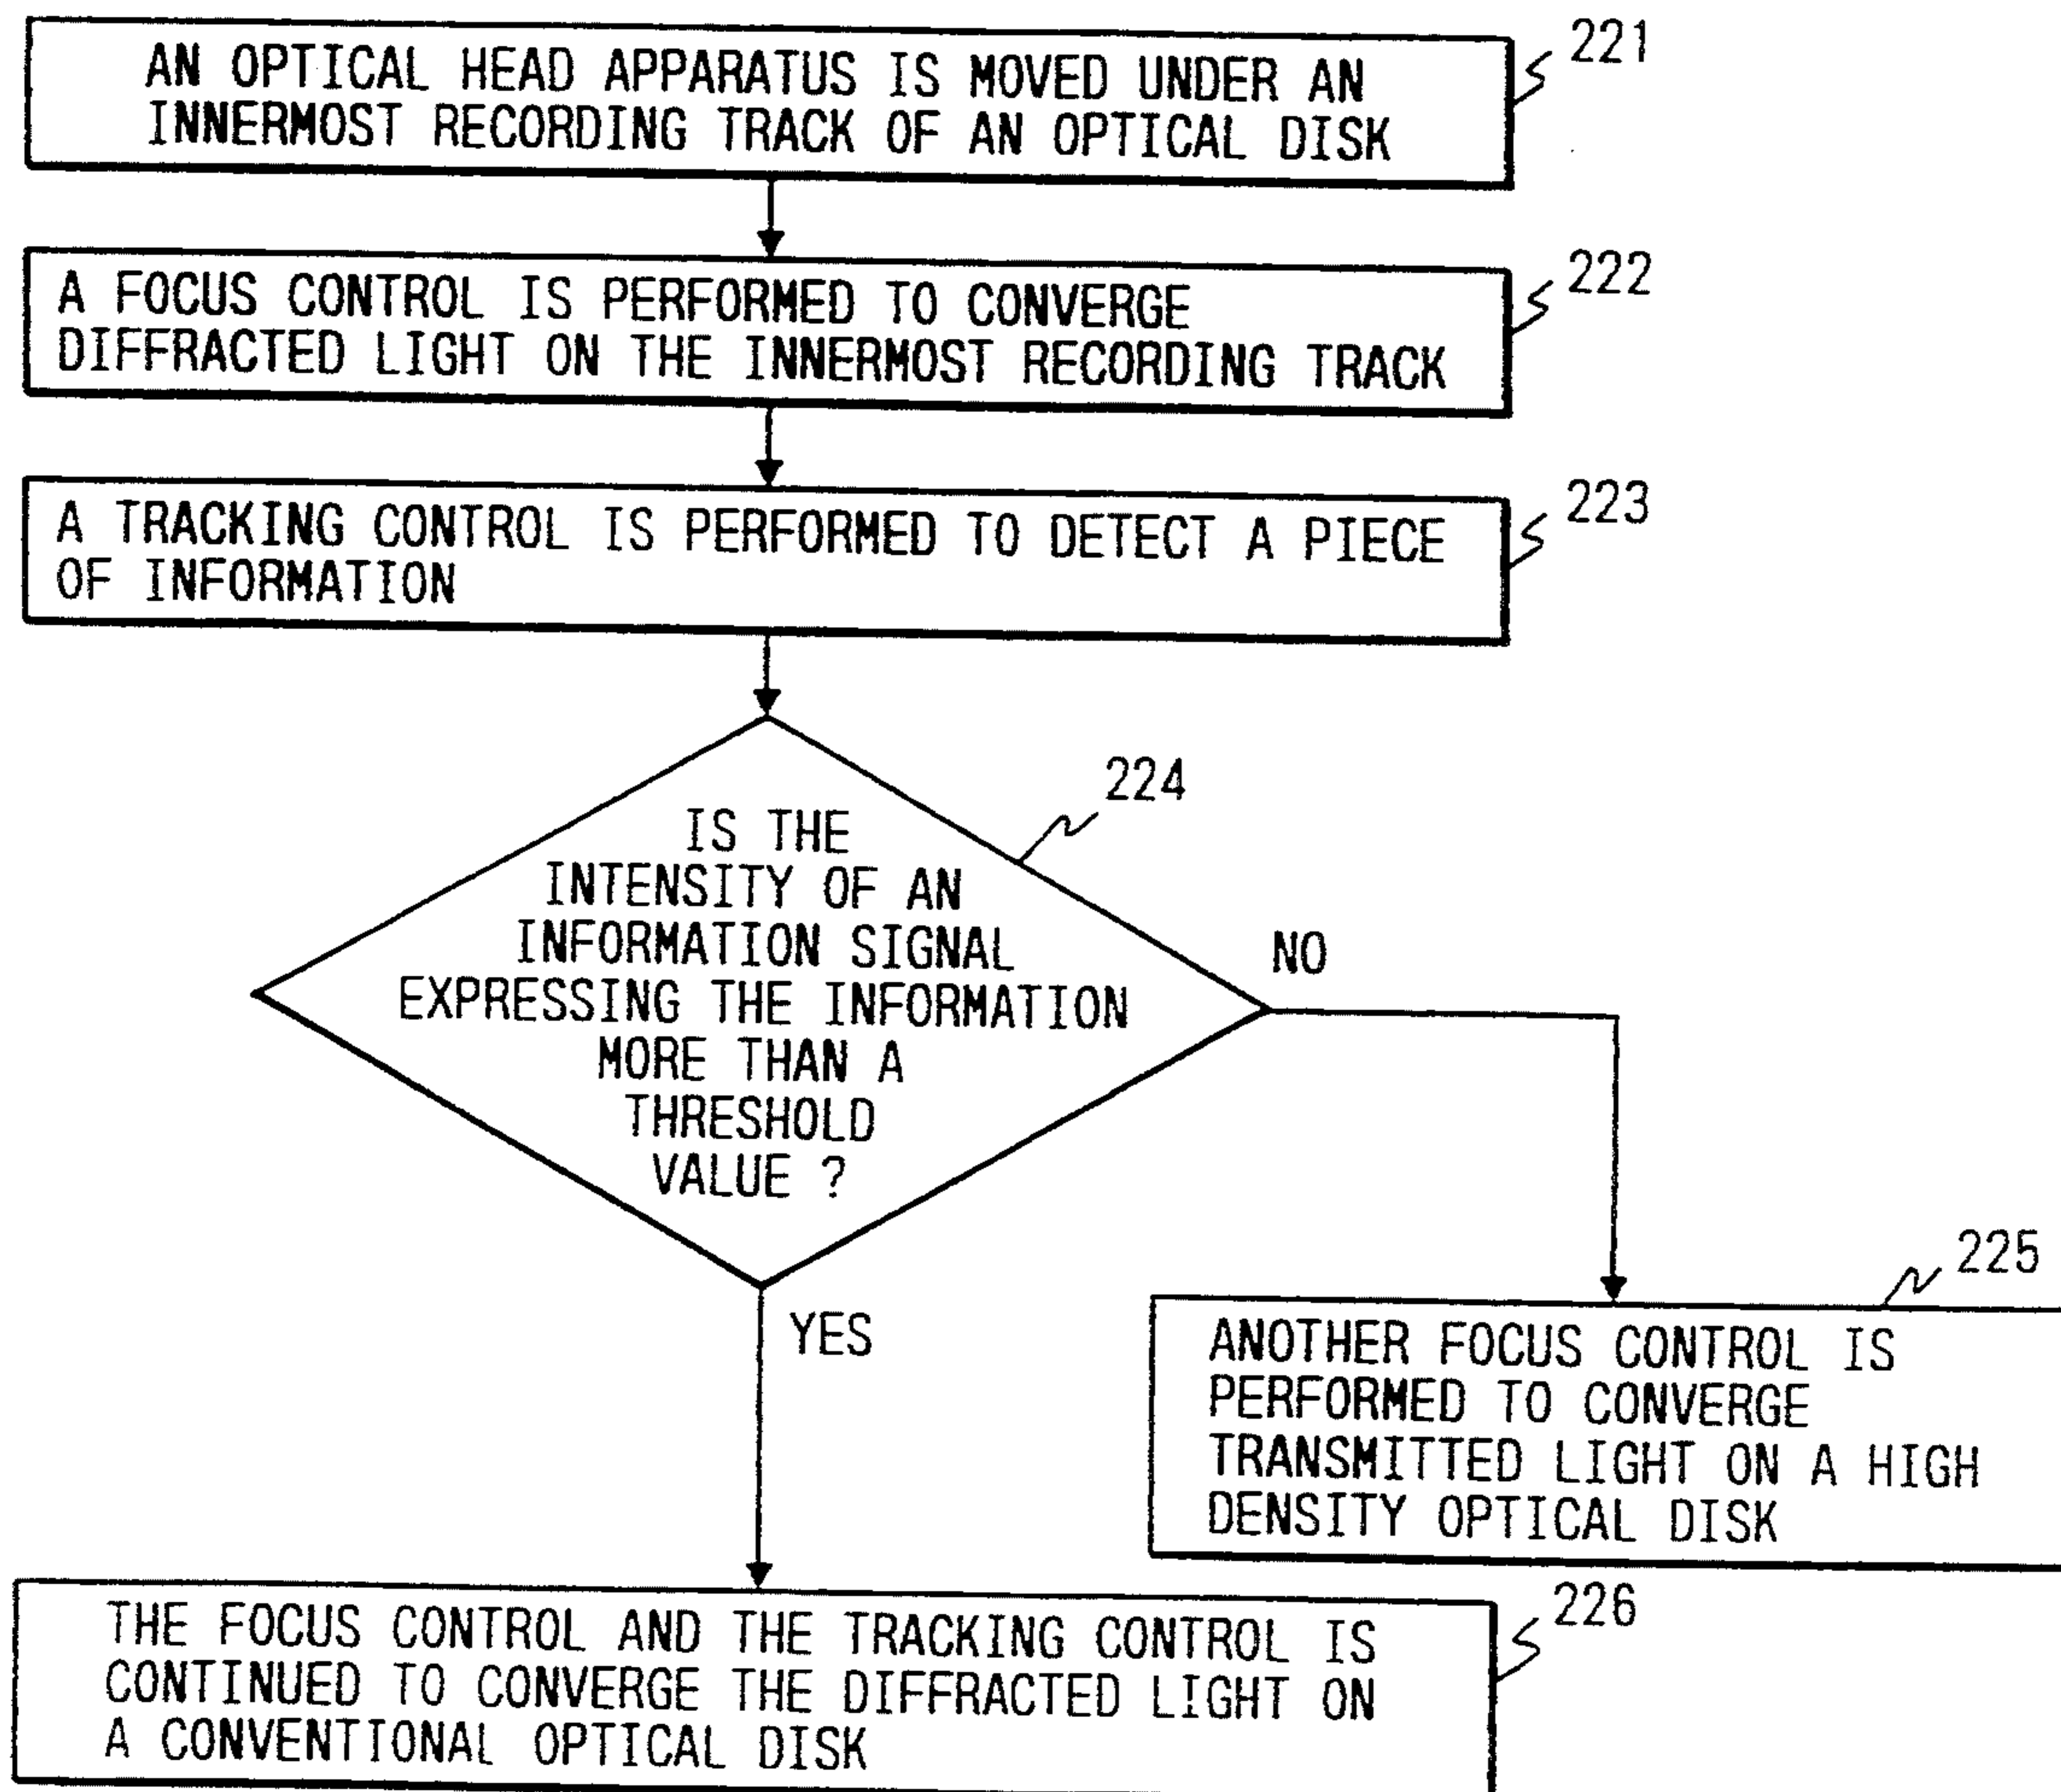 AN OPTICAL HEAD APPARATUS IS MOVED UNDER AN
INNERMOST RECORDING TRACK OF AN OPTICAL DISK
221
A FOCUS CONTROL IS PERFORMED TO CONVERGE
DIFFRACTED LIGHT ON THE INNERMOST RECORDING TRACK
222
A TRACKING CONTROL IS PERFORMED TO DETECT A PIECE
OF INFORMATION
223
224
IS THE
INTENSITY OF AN
INFORMATION SIGNAL
EXPRESSING THE INFORMATION
MORE THAN A
THRESHOLD
VALUE ?
NO
YES
225
ANOTHER FOCUS CONTROL IS
PERFORMED TO CONVERGE
TRANSMITTED LIGHT ON A HIGH
DENSITY OPTICAL DISK
226
THE FOCUS CONTROL AND THE TRACKING CONTROL IS
CONTINUED TO CONVERGE THE DIFFRACTED LIGHT ON
A CONVENTIONAL OPTICAL DISK